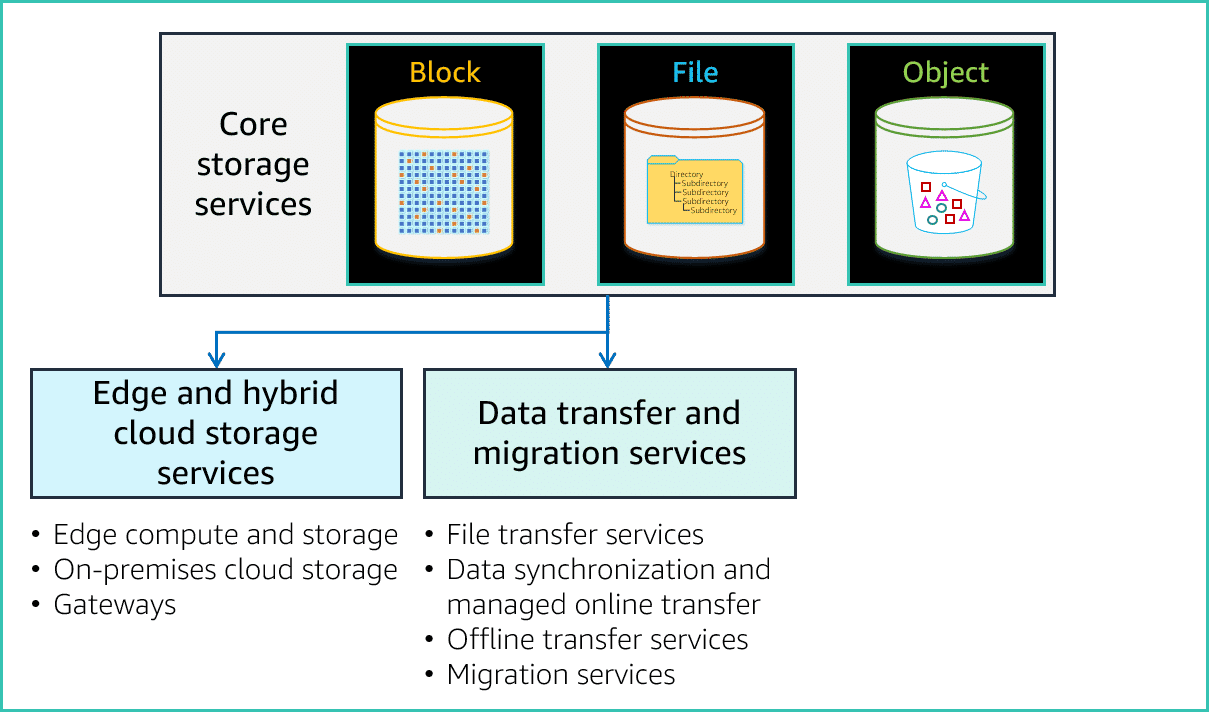 Core
storage
services
Block
File
Object
Directory
Subdirectory
Subdirectory
Subdirectory
Subdirectory
Edge and hybrid
cloud storage
services
• Edge compute and storage
• On-premises cloud storage
• Gateways
Data transfer and
migration services
• File transfer services
• Data synchronization and
managed online transfer
• Offline transfer services
• Migration services